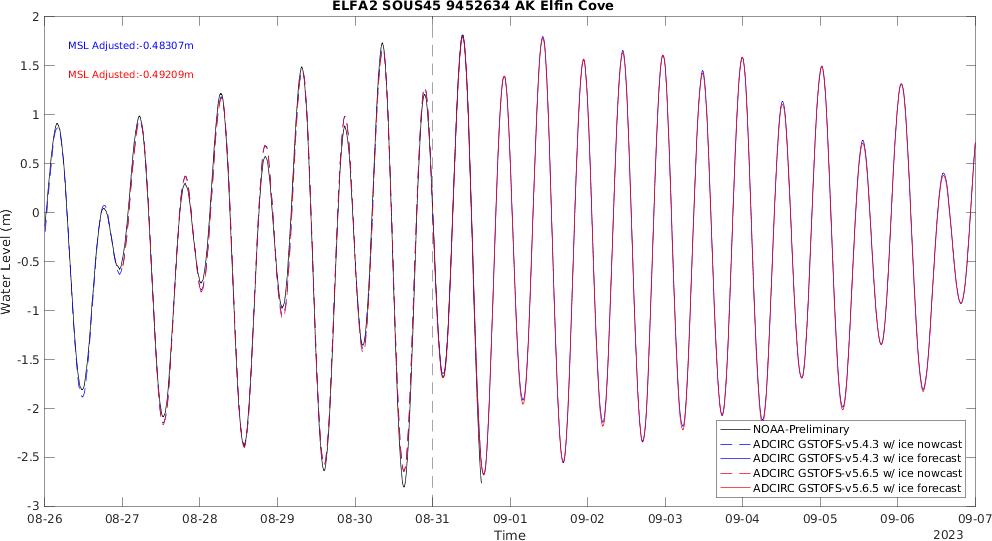 ELFA2 SOUS45 9452634 AK Elfin Cove
MSL Adjusted:-0.48307m
MSL Adjusted:-0.49209m
Water Level (m)
2
1.5
1
0.5
0
-0.5
-1
-1.5
-2
-2.5
-3
NOAA-Preliminary
ADCIRC GSTOFS-v5.4.3 w/ ice nowcast
ADCIRC GSTOFS-v5.4.3 w/ ice forecast
ADCIRC GSTOFS-v5.6.5 w/ ice nowcast
ADCIRC GSTOFS-v5.6.5 w/ ice forecast
08-26 08-27 08-28 08-29 08-30 08-31 09-01 09-02 09-03 09-04 09-05 09-06 09-07
Time
2023